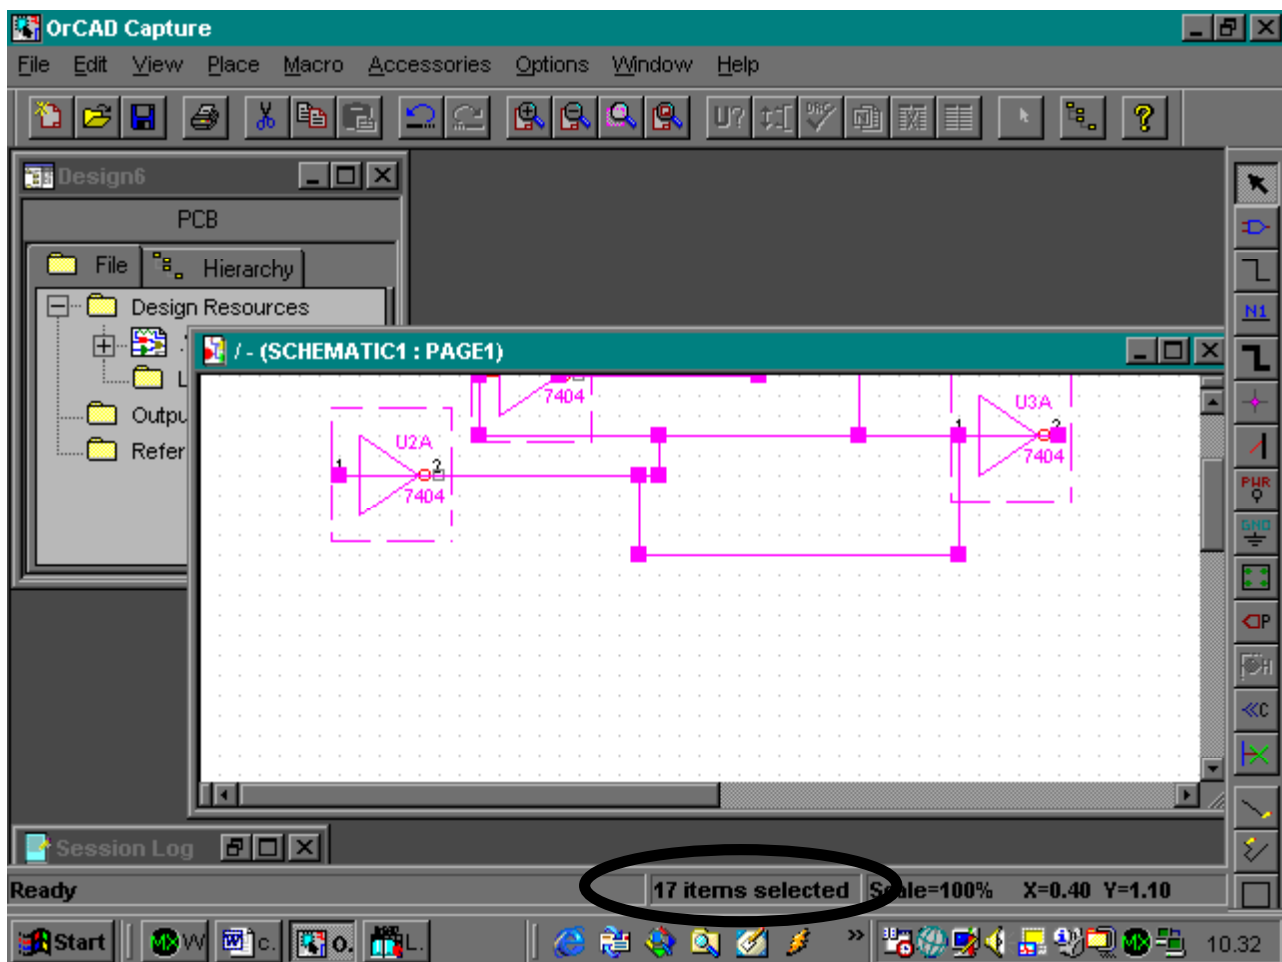 OrCAD Capture
File Edit View Place Macro Accessories Options Window Help
U?
DRC
Design6
PCB
File Hierarchy
Design Resources
/ - (SCHEMATIC1 : PAGE1)
L
Outpu
Refer
7404
U2A
1 2
7404
U3A
1 2
7404
N1
PWR
GND
P
H
«C
Session Log
Ready 17 items selected Scale=100% X=0.40 Y=1.10
Start W c. O. L. » 10.32